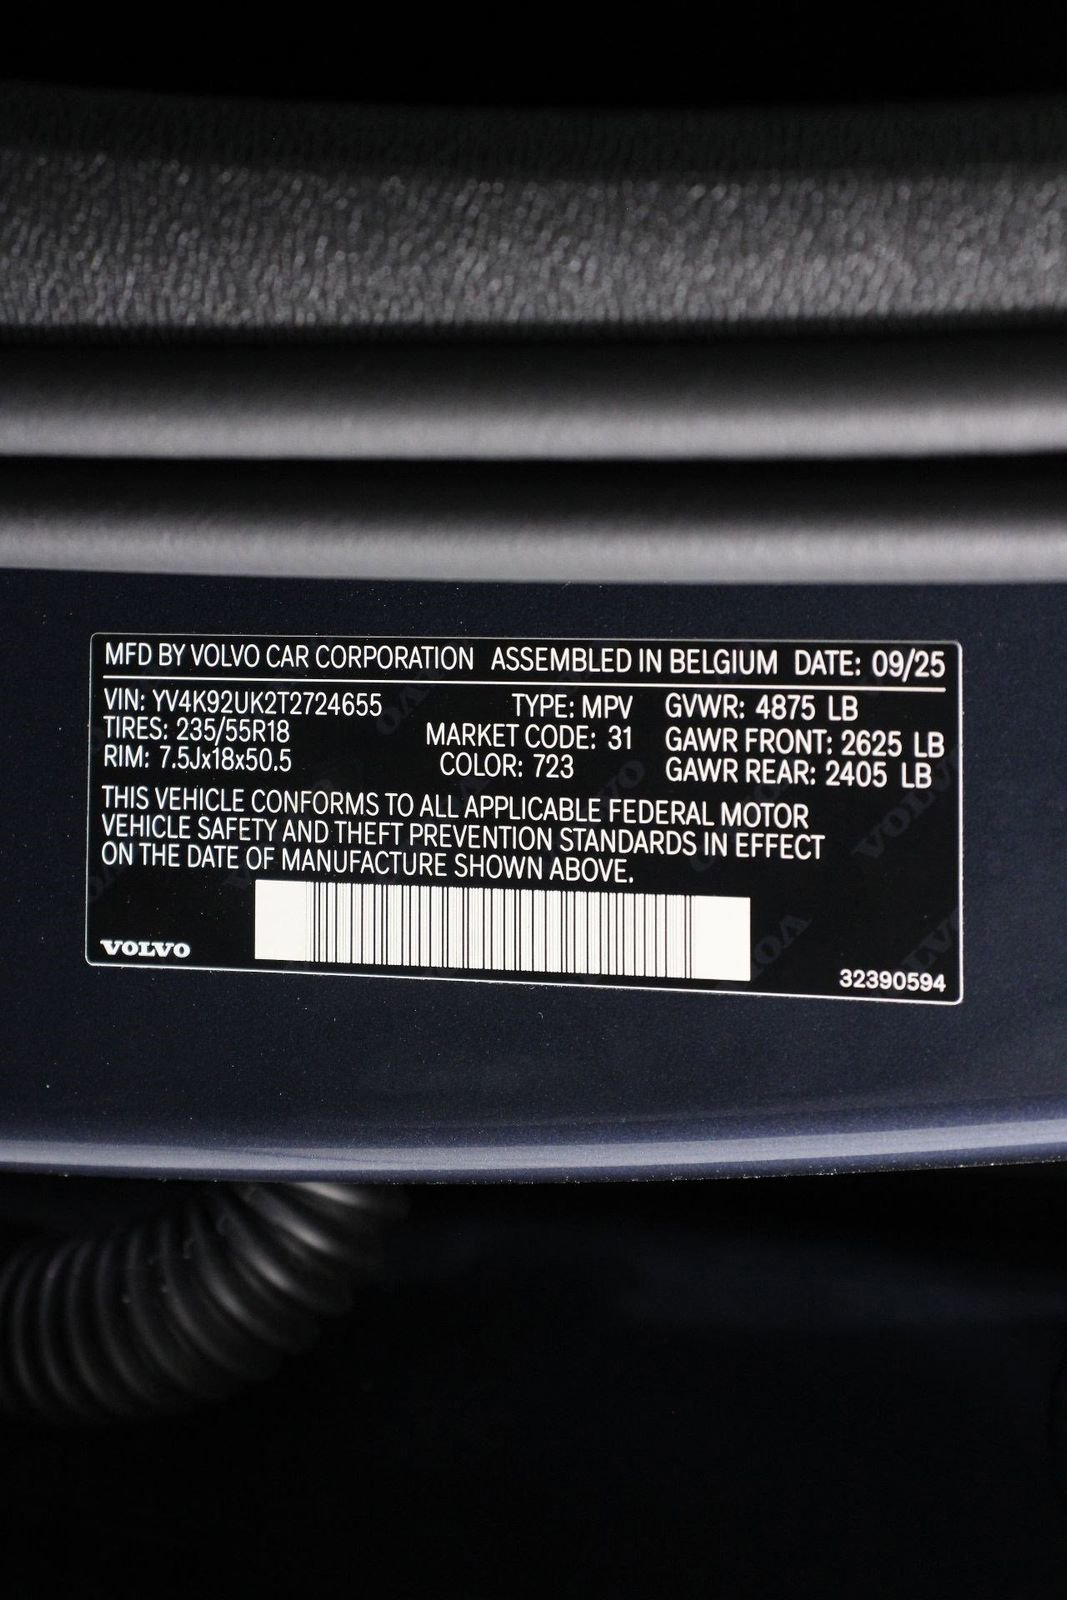 MFD BY VOLVO CAR CORPORATION ASSEMBLED IN BELGIUM DATE: 09/25
VIN: YV4K92UK2T2724655 TYPE: MPV GVWR: 4875 LB
TIRES: 235/55R18 MARKET CODE: 31 GAWR FRONT: 2625 LB
RIM: 7.5Jx18x50.5 COLOR: 723 GAWR REAR: 2405 LB
THIS VEHICLE CONFORMS TO ALL APPLICABLE FEDERAL MOTOR
VEHICLE SAFETY AND THEFT PREVENTION STANDARDS IN EFFECT
ON THE DATE OF MANUFACTURE SHOWN ABOVE.
VOLVO 32390594